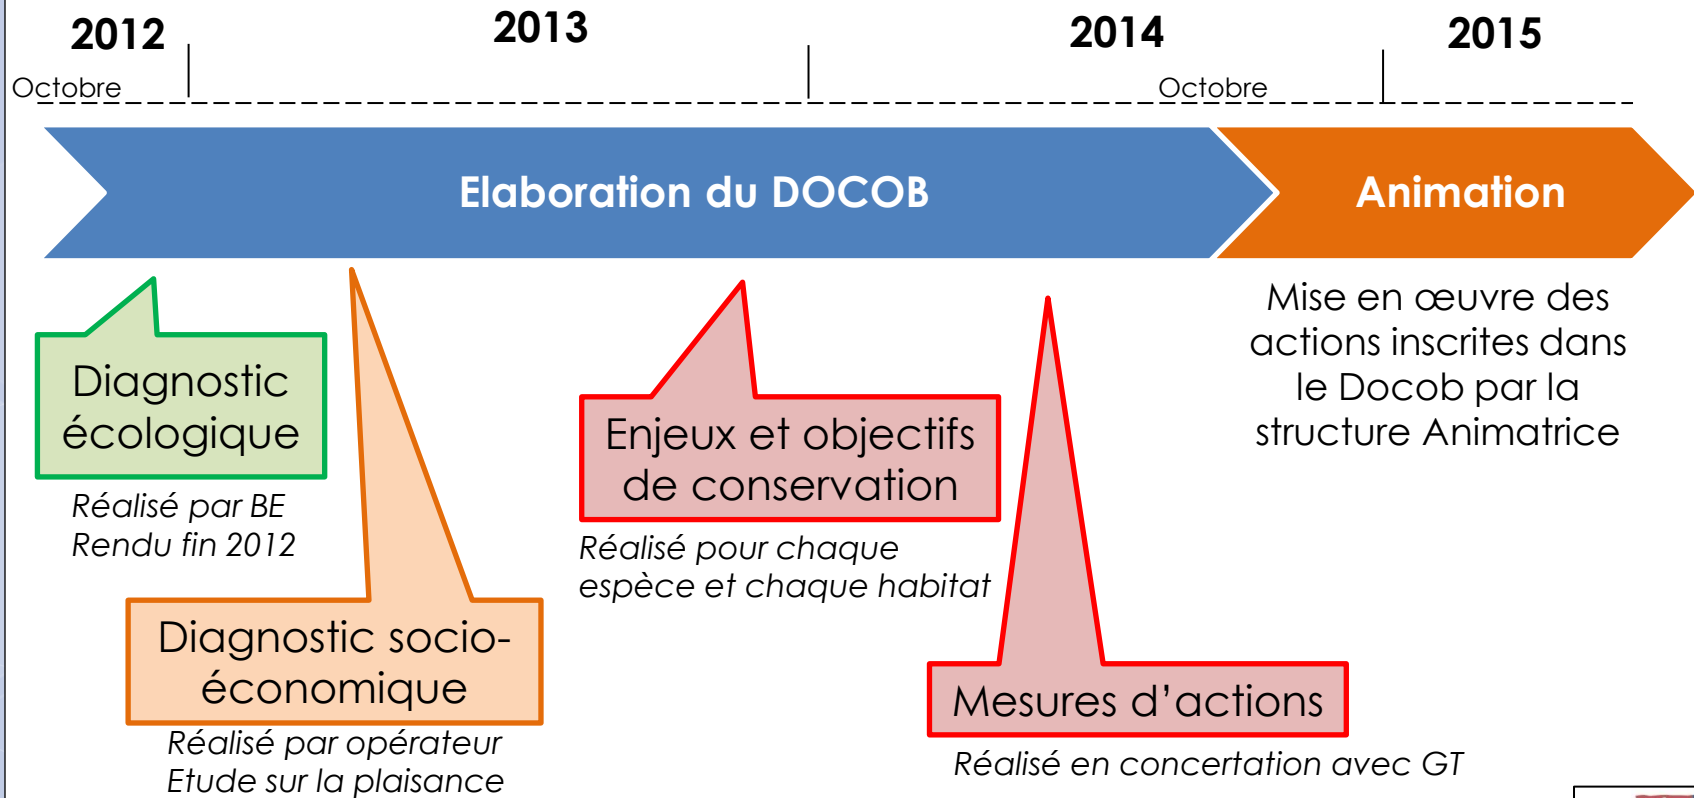 2012
2013
2014
2015
Octobre
Octobre
Elaboration du DOCOB
Animation
Diagnostic
écologique
Réalisé par BE
Rendu fin 2012
Diagnostic socio-
économique
Réalisé par opérateur
Etude sur la plaisance
Enjeux et objectifs
de conservation
Réalisé pour chaque
espèce et chaque habitat
Mesures d’actions
Réalisé en concertation avec GT
Mise en œuvre des
actions inscrites dans
le Docob par la
structure Animatrice